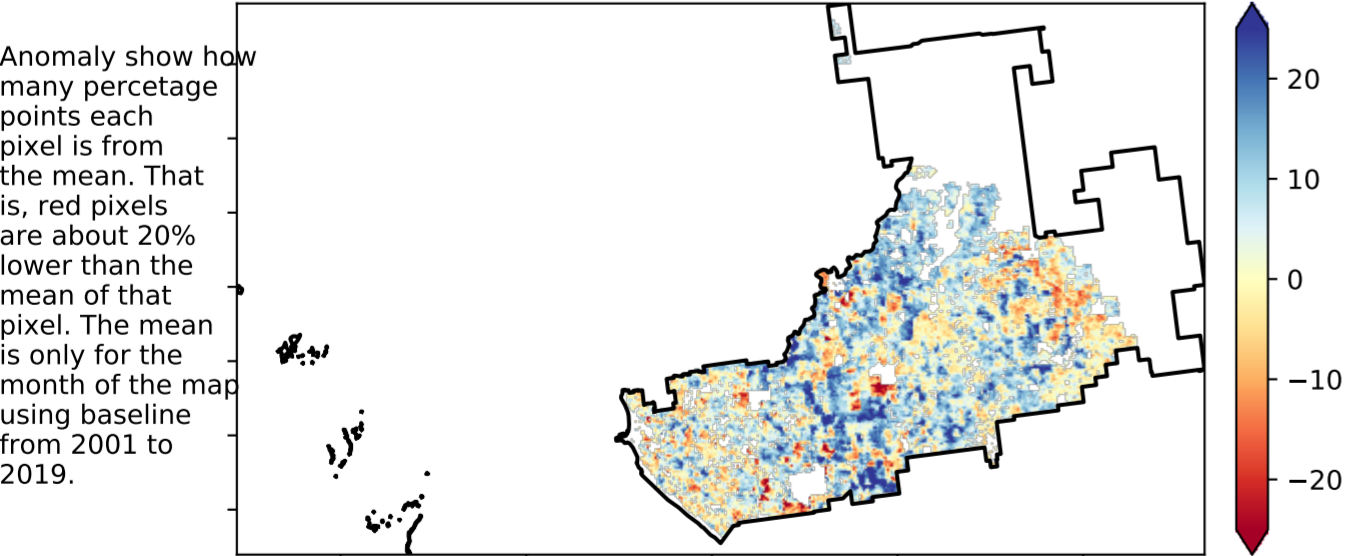 Anomaly show how
many percetage
points each
pixel is from
the mean. That
is, red pixels
are about 20%
lower than the
mean of that
pixel. The mean
is only for the
month of the map
using baseline
from 2001 to
2019.
20
10
0
−10
−20